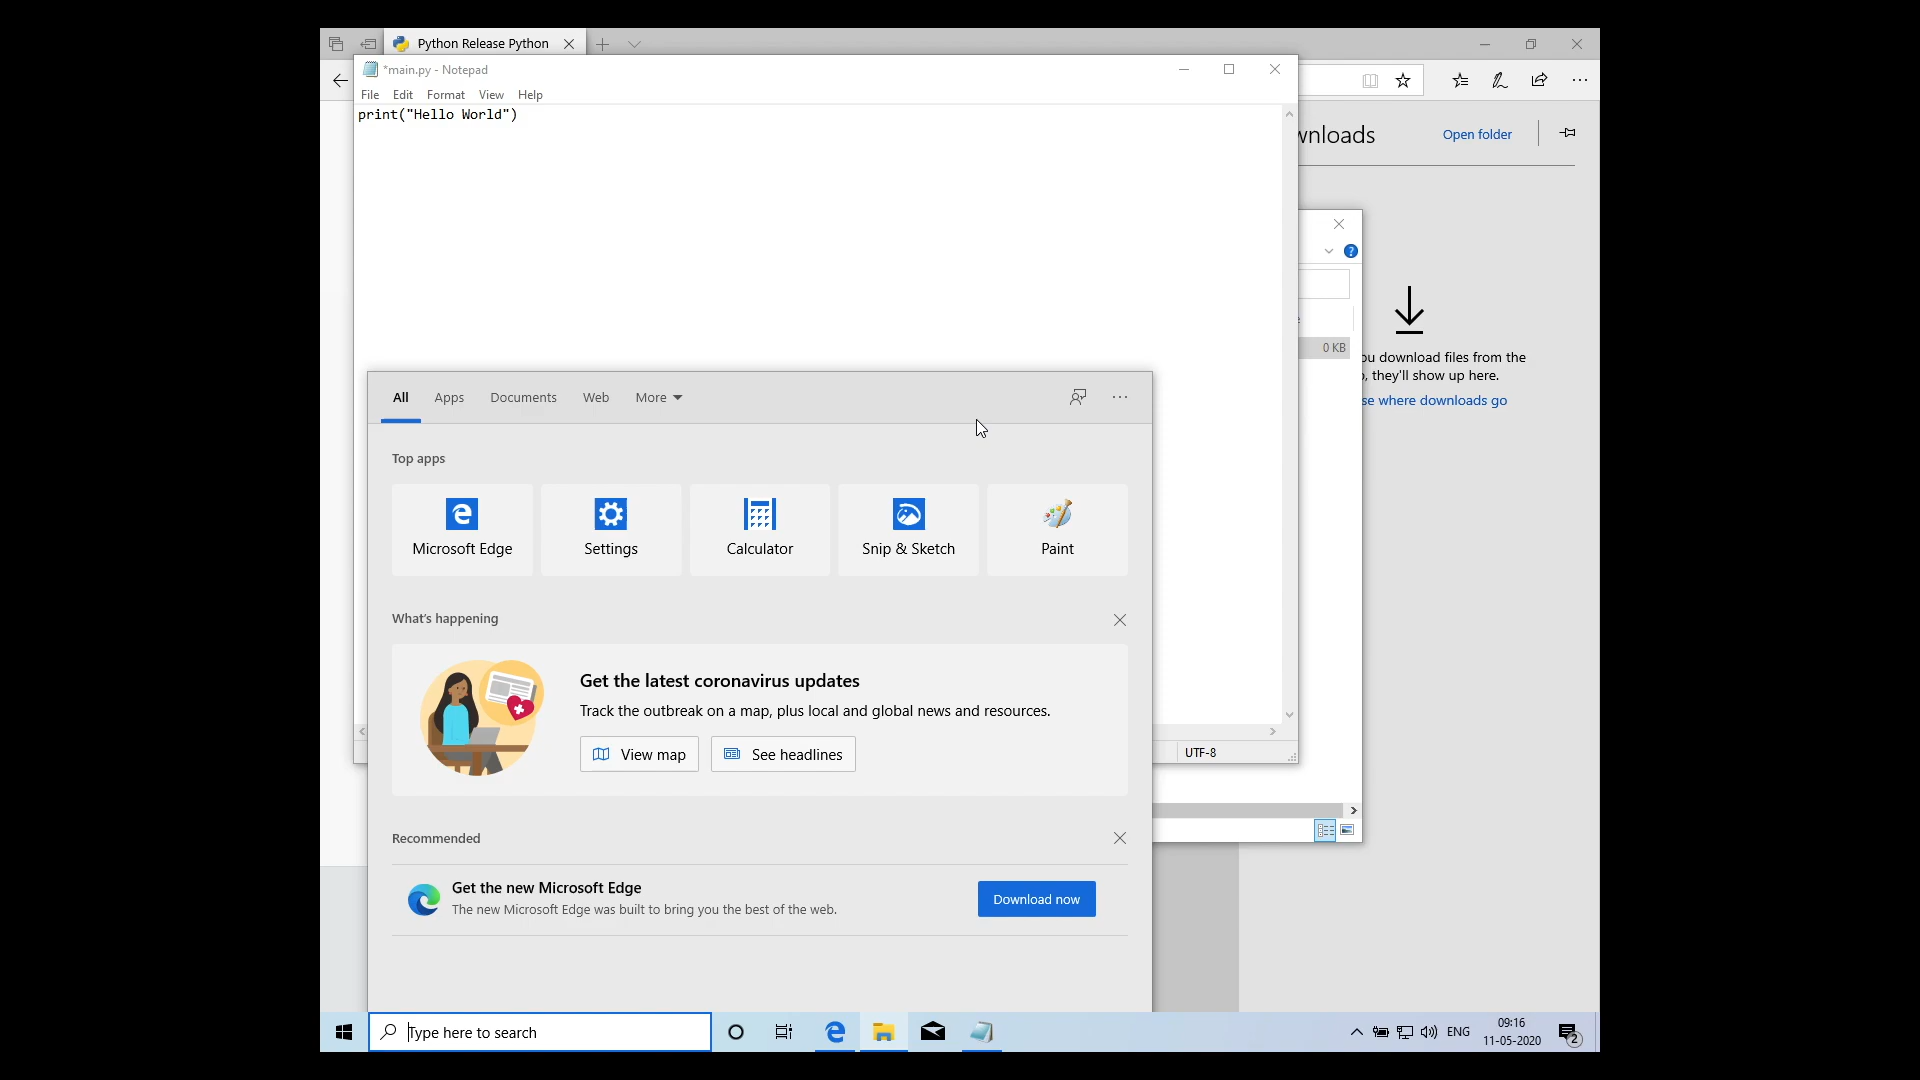 Python Release Python
*main.py - Notepad
File Edit Format View Help
print("Hello World")
wnloads
Open folder
0 KB
ou download files from the
, they'll show up here.
se where downloads go
All Apps Documents Web More
Top apps
Microsoft Edge
Settings
Calculator
Snip & Sketch
Paint
What's happening
Get the latest coronavirus updates
Track the outbreak on a map, plus local and global news and resources.
View map
See headlines
UTF-8
Recommended
Get the new Microsoft Edge
The new Microsoft Edge was built to bring you the best of the web.
Download now
Type here to search
ENG
09:16
11-05-2020
2